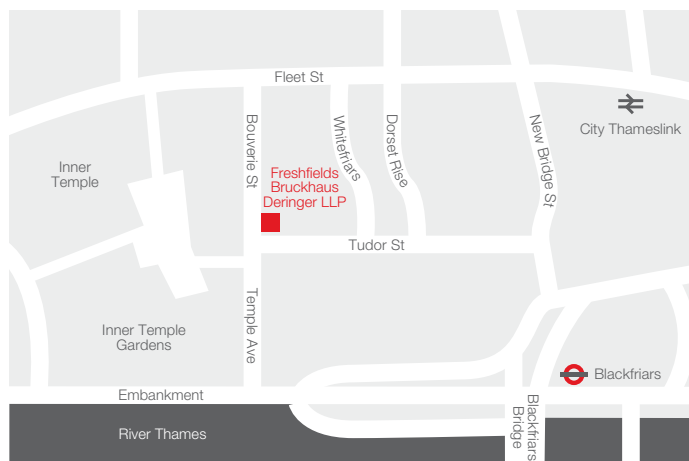 Fleet St
City Thameslink
Bouverie St
Whitefriars
Dorset Rise
New Bridge St
Inner
Temple
Freshfields
Bruckhaus
Deringer LLP
Tudor St
Temple Ave
Inner Temple
Gardens
Blackfriars
Embankment
Blackfriars
Bridge
River Thames